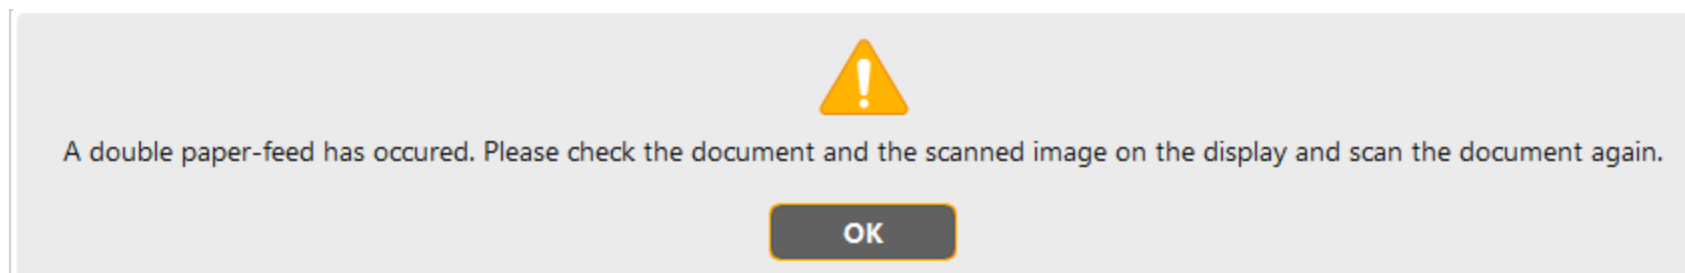 A double paper-feed has occured. Please check the document and the scanned image on the display and scan the document again.
OK